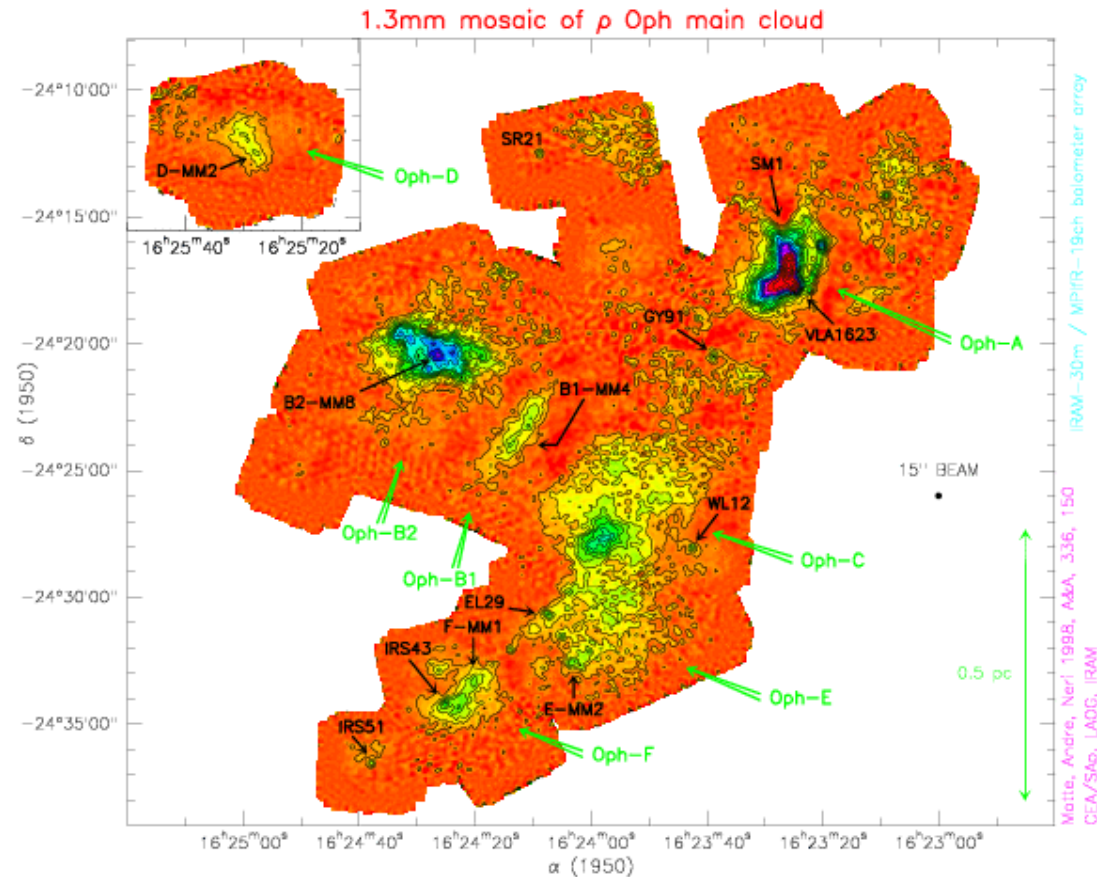 1.3mm mosaic of ρ Oph main cloud
−24°10'00"
−24°15'00"
−24°20'00"
−24°25'00"
−24°30'00"
−24°35'00"
δ (1950)
D−MM2
Oph−D
16ʰ25ᵐ40ˢ
16ʰ25ᵐ20ˢ
SR21
SM1
GY91
VLA1623
Oph−A
B2−MM8
B1−MM4
15" BEAM
WL12
Oph−B2
Oph−C
Oph−B1
EL29
F−MM1
IRS43
0.5 pc
Oph−E
E−MM2
IRS51
Oph−F
16ʰ25ᵐ00ˢ
16ʰ24ᵐ40ˢ
16ʰ24ᵐ20ˢ
16ʰ24ᵐ00ˢ
16ʰ23ᵐ40ˢ
16ʰ23ᵐ20ˢ
16ʰ23ᵐ00ˢ
α (1950)
IRAM−30m / MPIfR−19ch bolometer array
Motte, Andre, Neri 1998, A&A, 336, 150
CEA/SAp, LAOG, IRAM